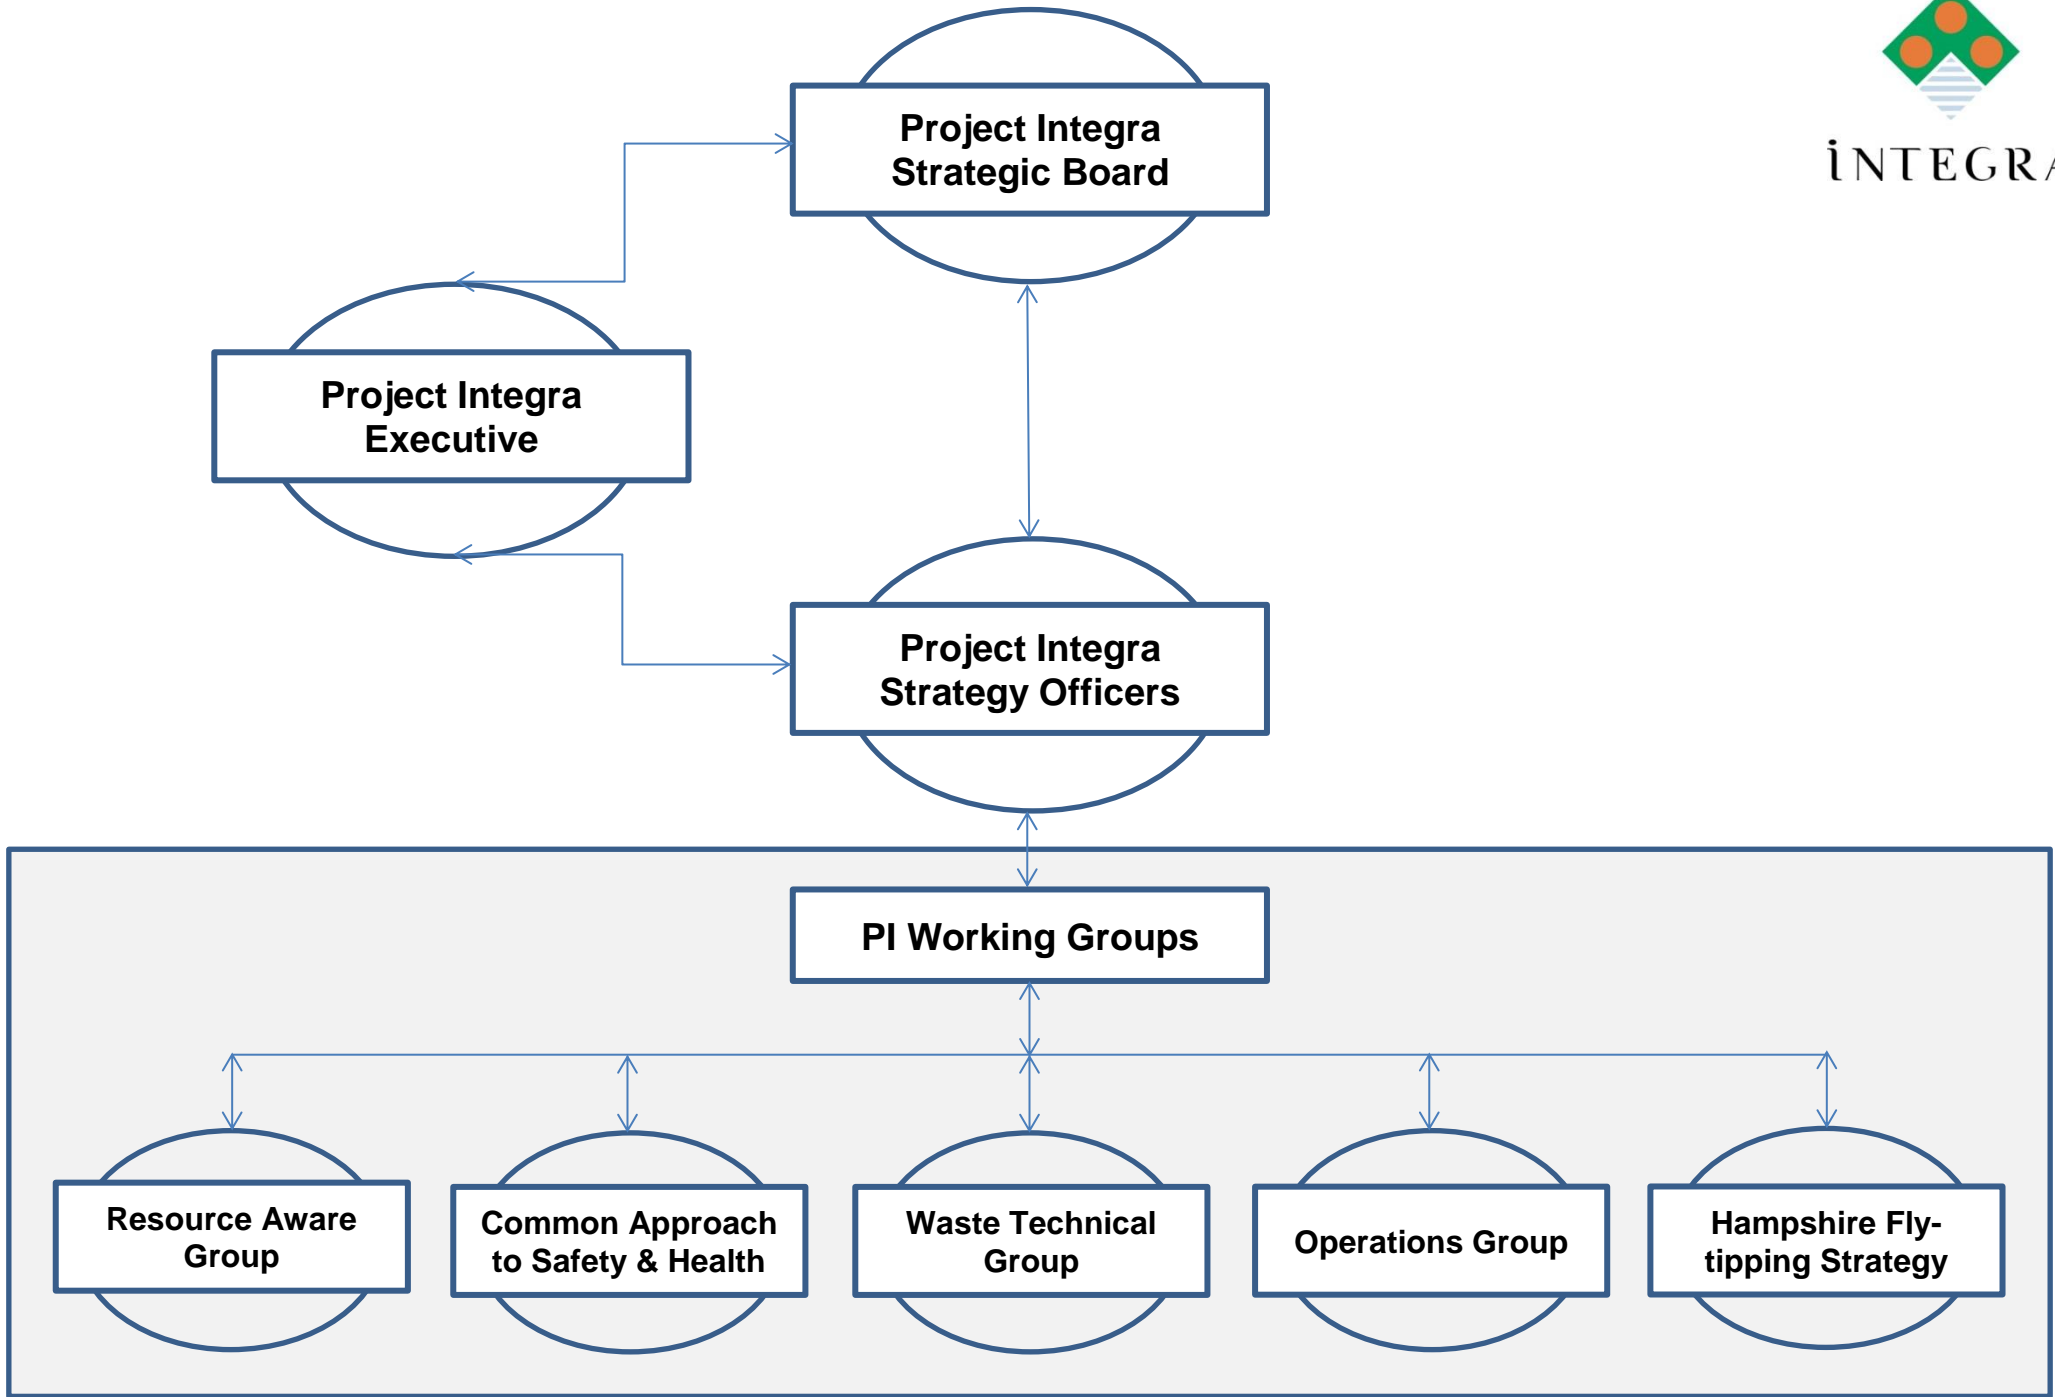 iNTEGRA
Project Integra
Strategic Board
Project Integra
Executive
Project Integra
Strategy Officers
PI Working Groups
Resource Aware
Group
Common Approach
to Safety & Health
Waste Technical
Group
Operations Group
Hampshire Fly-
tipping Strategy